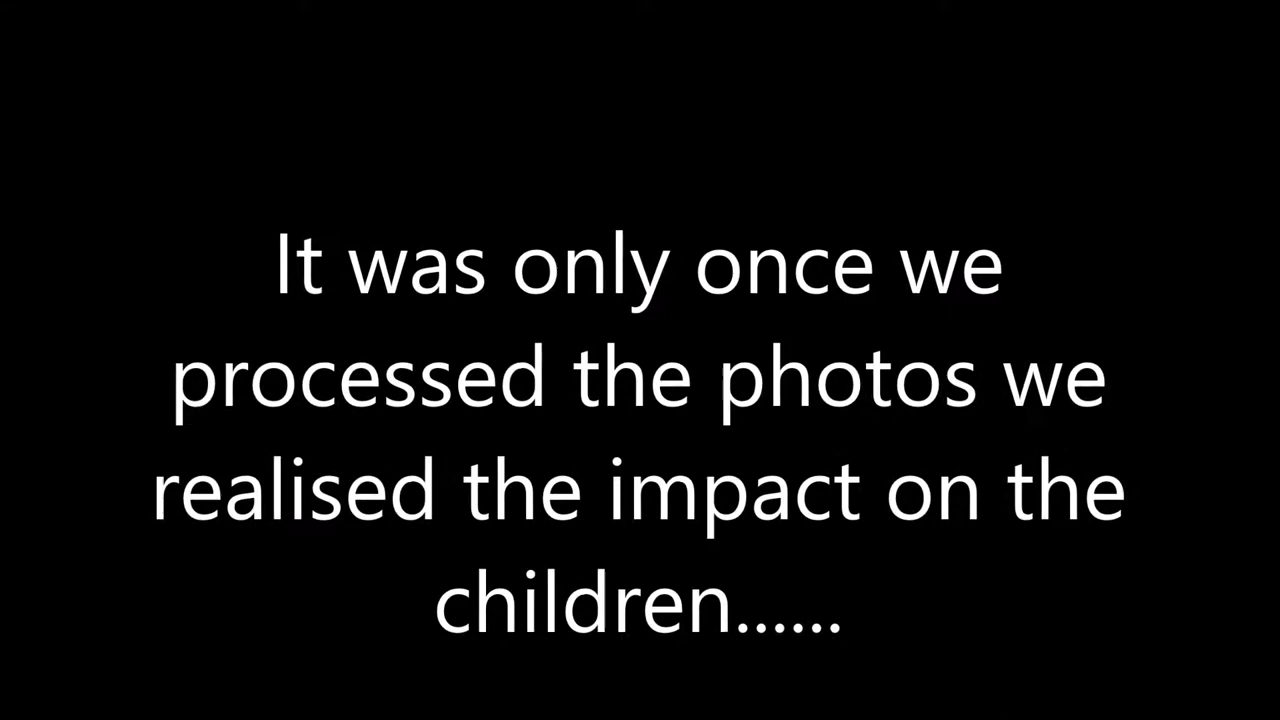 It was only once we
processed the photos we
realised the impact on the
children......